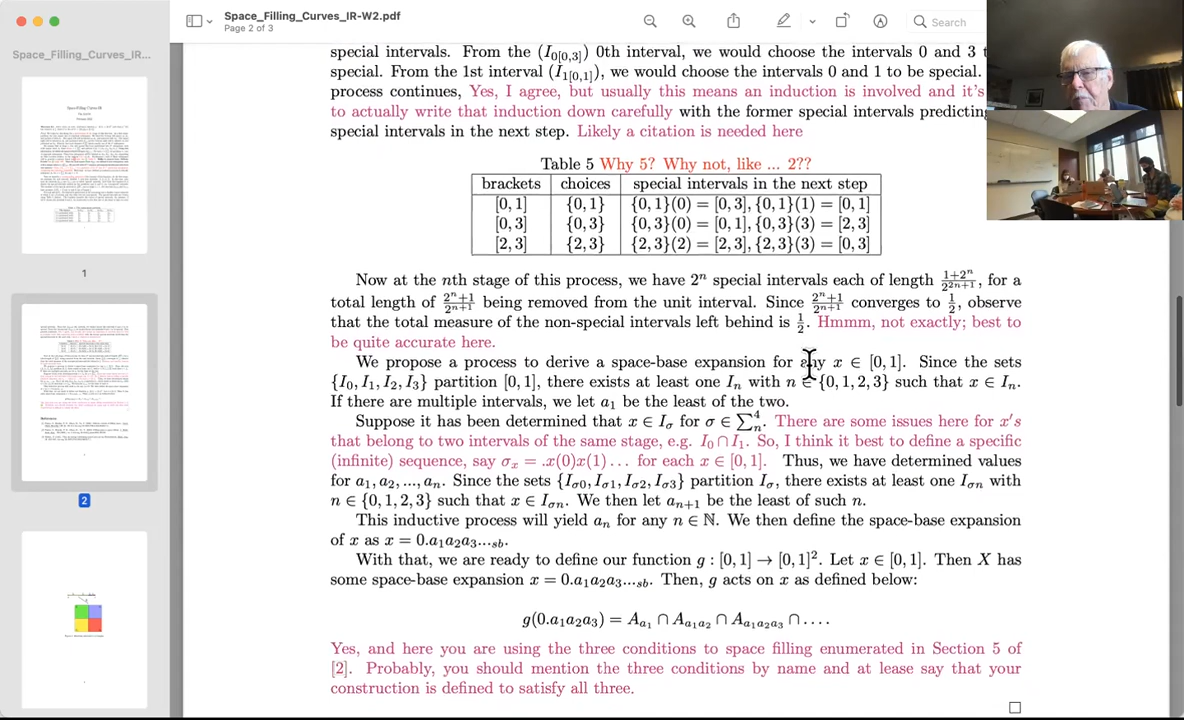 Space_Filling_Curves_IR-W2.pdf
Page 2 of 3
Search
Space_Filling_Curves_IR...
1
2
special intervals. From the (I₀[₀,₃]) 0th interval, we would choose the intervals 0 and 3
special. From the 1st interval (I₁[₀,₁]), we would choose the intervals 0 and 1 to be special.
process continues, Yes, I agree, but usually this means an induction is involved and it's
to actually write that induction down carefully with the former special intervals predicting
special intervals in the next step. Likely a citation is needed here
Table 5 Why 5? Why not, like ... 2??
brackets choices special intervals in the next step
[0, 1] {0, 1} {0, 1}(0) = [0, 3], {0, 1}(1) = [0, 1]
[0, 3] {0, 3} {0, 3}(0) = [0, 1], {0, 3}(3) = [2, 3]
[2, 3] {2, 3} {2, 3}(2) = [2, 3], {2, 3}(3) = [0, 3]
Now at the nth stage of this process, we have 2ⁿ special intervals each of length (1+2ⁿ)/(2²ⁿ⁺¹), for a
total length of (2ⁿ+1)/(2ⁿ⁺¹) being removed from the unit interval. Since (2ⁿ+1)/(2ⁿ⁺¹) converges to 1/2, observe
that the total measure of the non-special intervals left behind is 1/2. Hmmm, not exactly; best to
be quite accurate here.
We propose a process to derive a space-base expansion for any x ∈ [0, 1]. Since the sets
{I₀, I₁, I₂, I₃} partition [0, 1], there exists at least one Iₙ with n ∈ {0, 1, 2, 3} such that x ∈ Iₙ.
If there are multiple intervals, we let a₁ be the least of the two.
Suppose it has been determined that x ∈ I_σ for σ ∈ ∑ₙ⁴. There are some issues here for x's
that belong to two intervals of the same stage, e.g. I₀ ∩ I₁. So, I think it best to define a specific
(infinite) sequence, say σₓ = .x(0)x(1)... for each x ∈ [0, 1]. Thus, we have determined values
for a₁, a₂, ..., aₙ. Since the sets {I_σ0, I_σ1, I_σ2, I_σ3} partition I_σ, there exists at least one I_σn with
n ∈ {0, 1, 2, 3} such that x ∈ I_σn. We then let aₙ₊₁ be the least of such n.
This inductive process will yield aₙ for any n ∈ ℕ. We then define the space-base expansion
of x as x = 0.a₁a₂a₃..._sb.
With that, we are ready to define our function g : [0, 1] → [0, 1]². Let x ∈ [0, 1]. Then X has
some space-base expansion x = 0.a₁a₂a₃..._sb. Then, g acts on x as defined below:
g(0.a₁a₂a₃) = A_a₁ ∩ A_a₁a₂ ∩ A_a₁a₂a₃ ∩ ....
Yes, and here you are using the three conditions to space filling enumerated in Section 5 of
[2]. Probably, you should mention the three conditions by name and at lease say that your
construction is defined to satisfy all three.